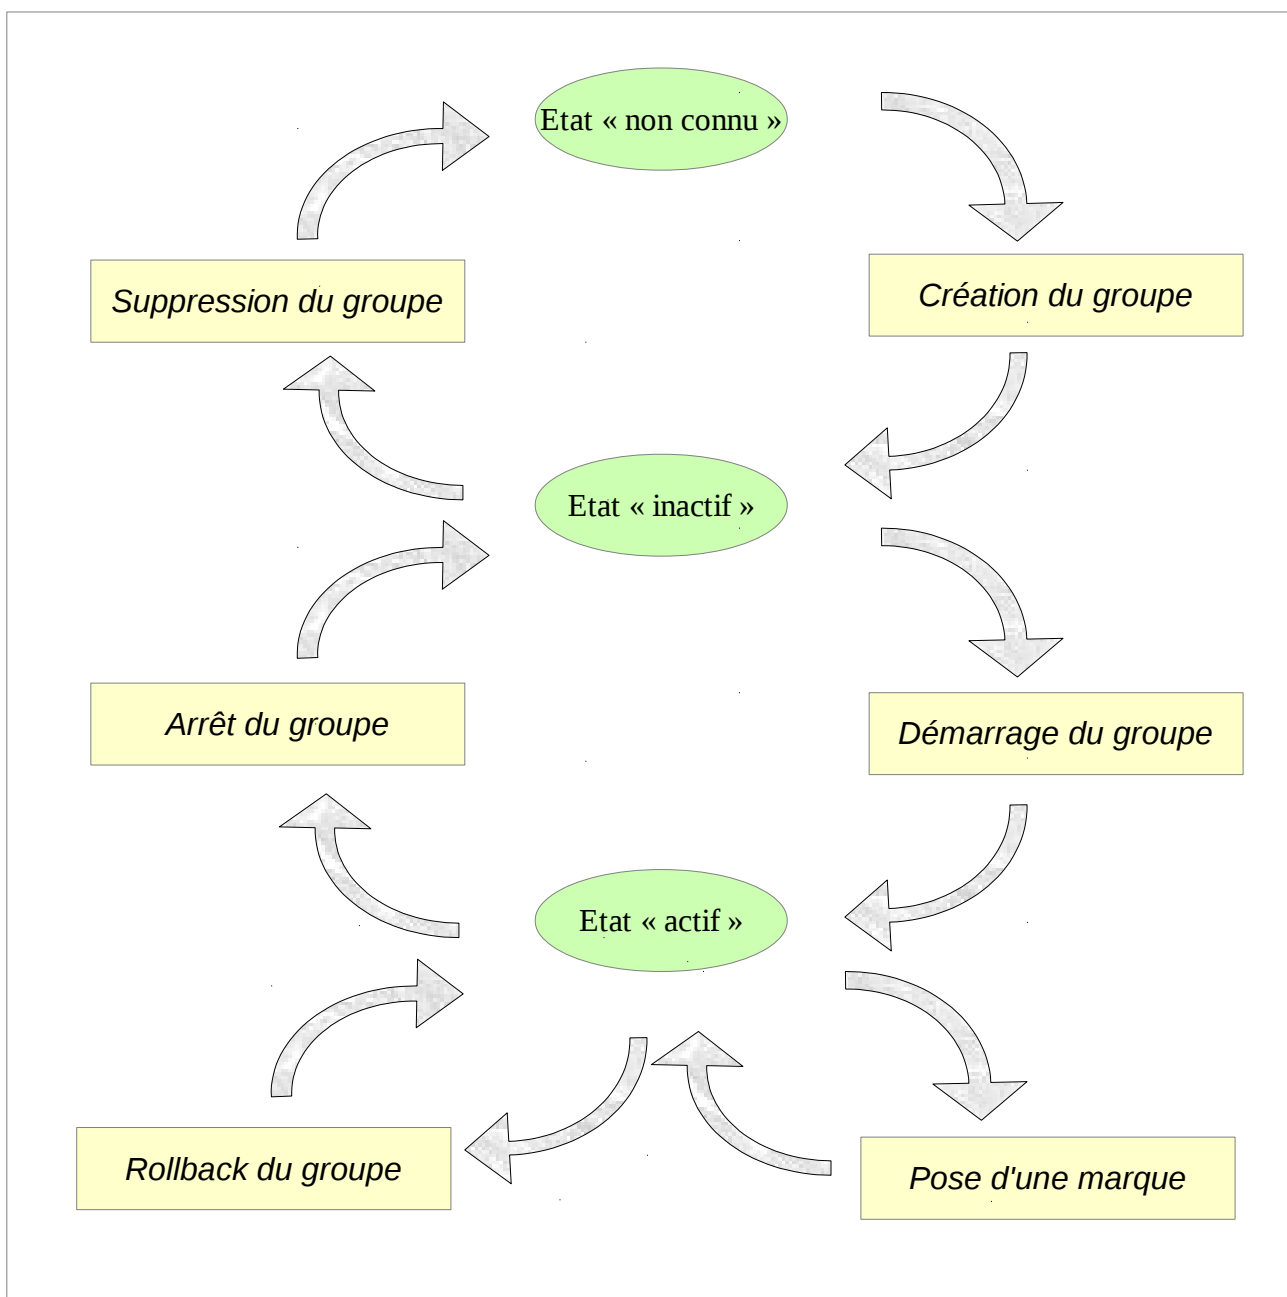 Etat « non connu »
Suppression du groupe
Création du groupe
Etat « inactif »
Arrêt du groupe
Démarrage du groupe
Etat « actif »
Rollback du groupe
Pose d'une marque